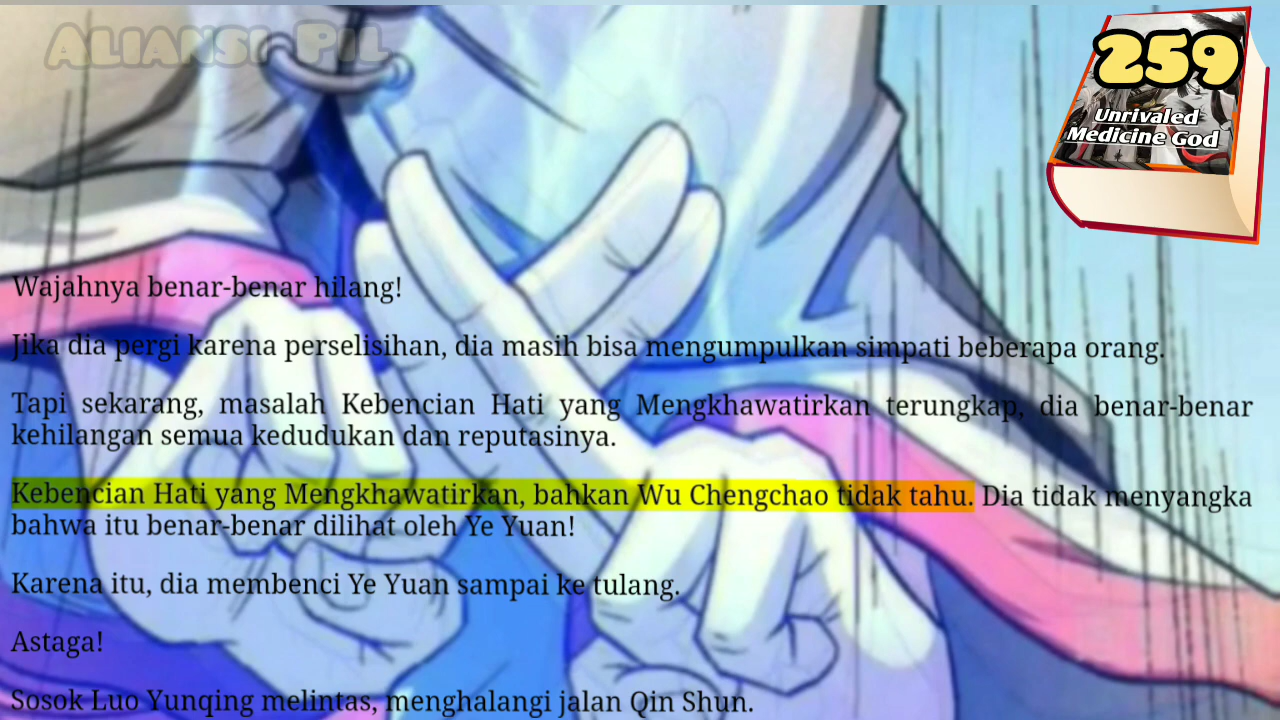 Aliansi Pil
259
Unrivaled
Medicine God
Wajahnya benar-benar hilang!
Jika dia pergi karena perselisihan, dia masih bisa mengumpulkan simpati beberapa orang.
Tapi sekarang, masalah Kebencian Hati yang Mengkhawatirkan terungkap, dia benar-benar
kehilangan semua kedudukan dan reputasinya.
Kebencian Hati yang Mengkhawatirkan, bahkan Wu Chengchao tidak tahu. Dia tidak menyangka
bahwa itu benar-benar dilihat oleh Ye Yuan!
Karena itu, dia membenci Ye Yuan sampai ke tulang.
Astaga!
Sosok Luo Yunqing melintas, menghalangi jalan Qin Shun.